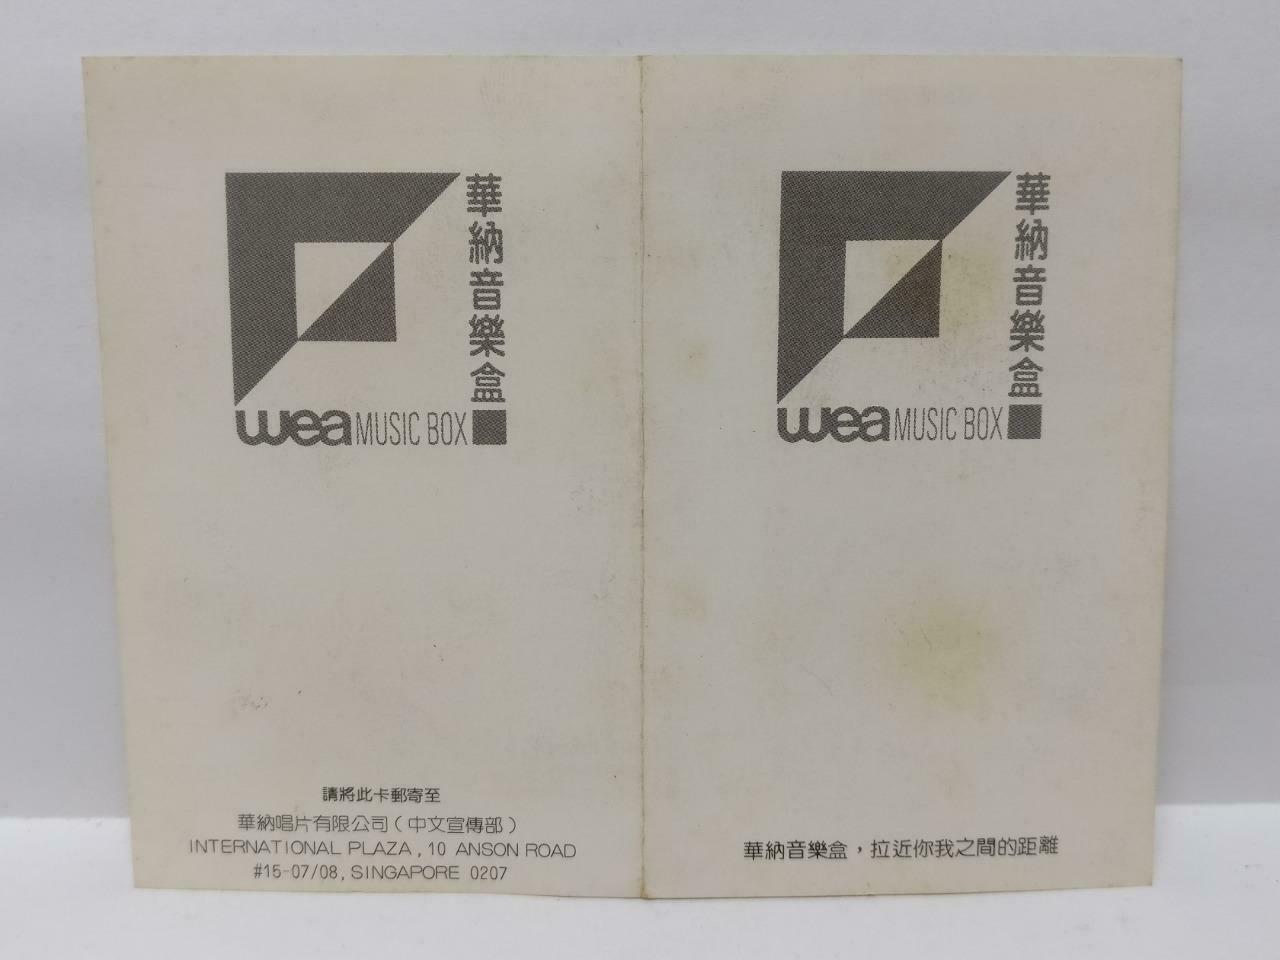 華納音樂盒
wea MUSIC BOX
請將此卡郵寄至
華納唱片有限公司(中文宣傳部)
INTERNATIONAL PLAZA, 10 ANSON ROAD
#15-07/08, SINGAPORE 0207
華納音樂盒
wea MUSIC BOX
華納音樂盒，拉近你我之間的距離